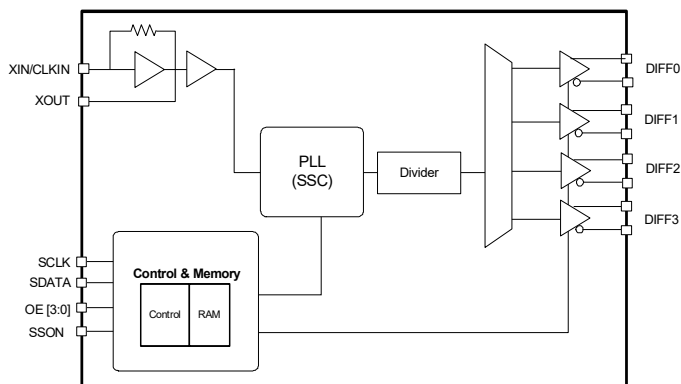 XIN/CLKIN
XOUT
PLL
(SSC)
Divider
DIFF0
DIFF1
DIFF2
DIFF3
SCLK
SDATA
OE [3:0]
SSON
Control & Memory
Control
RAM